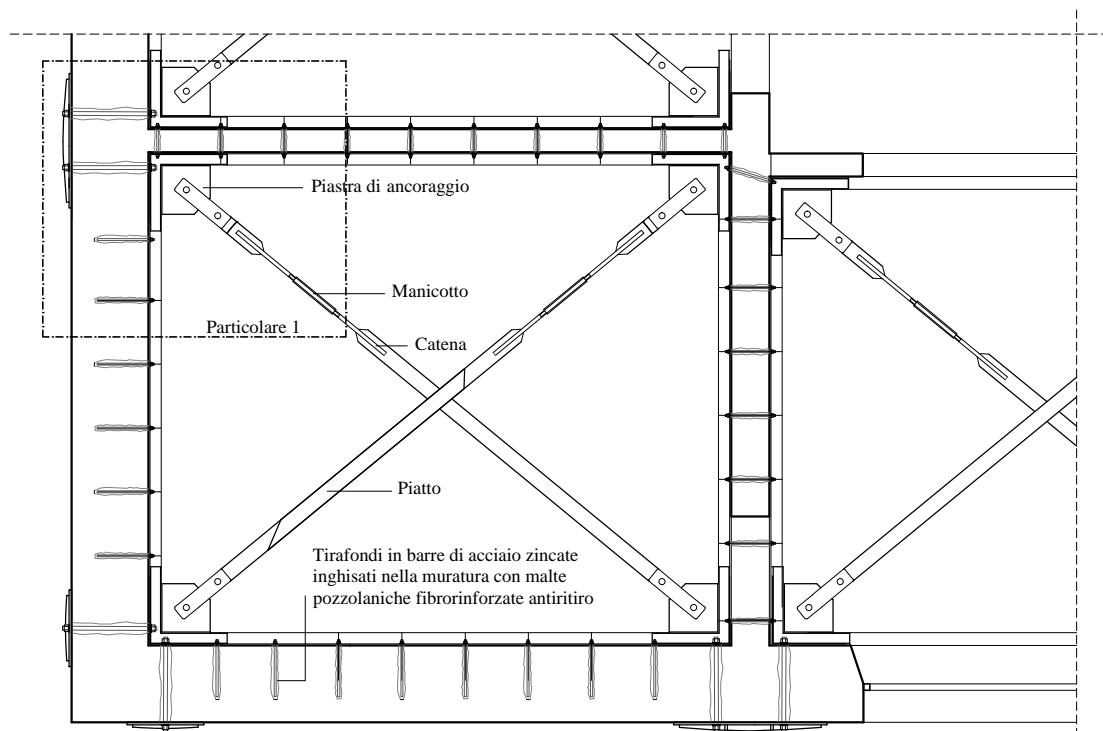 Piastra di ancoraggio
Manicotto
Particolare 1
Catena
Piatto
Tirafondi in barre di acciaio zincate
inghisati nella muratura con malte
pozzolaniche fibrorinforzate antiritiro